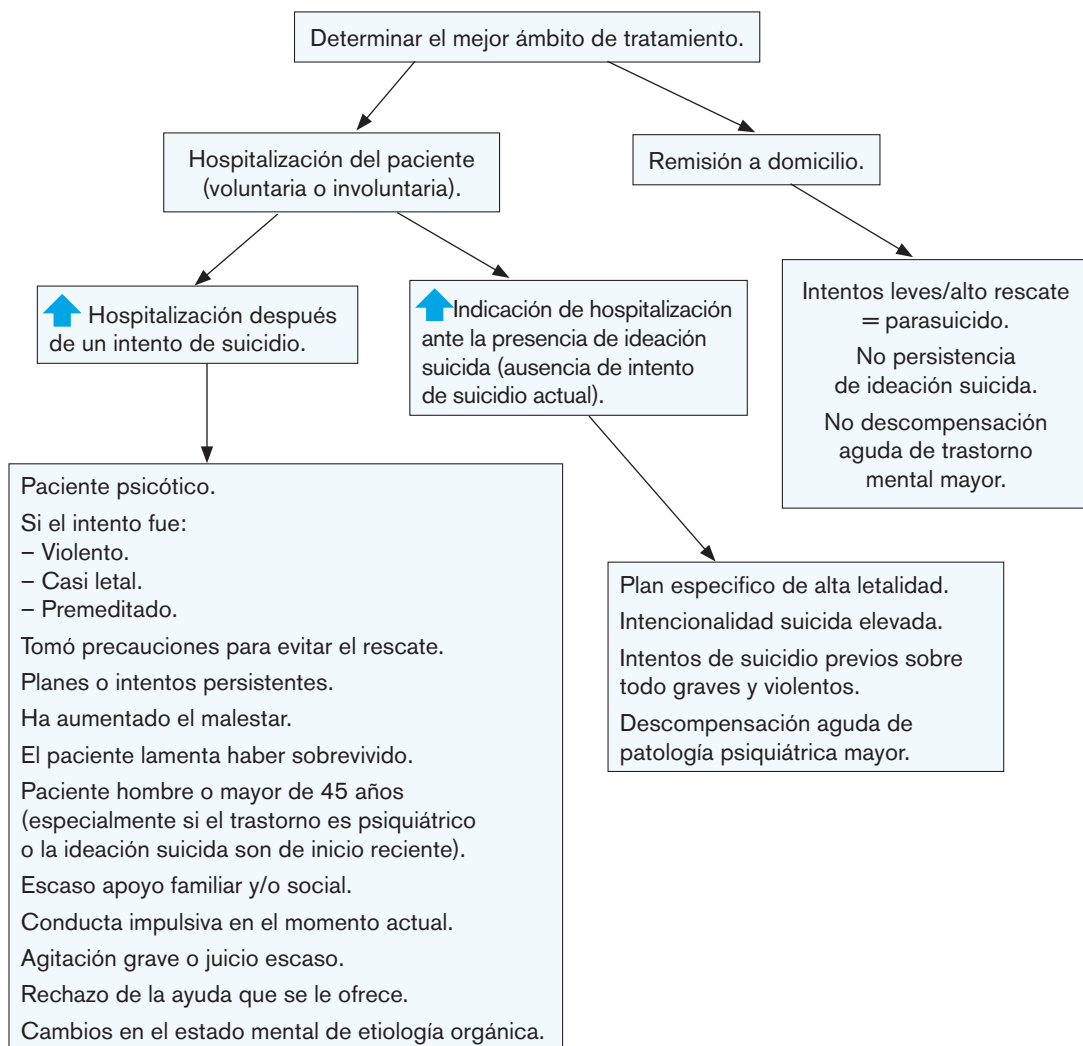 Determinar el mejor ámbito de tratamiento.
Hospitalización del paciente
(voluntaria o involuntaria).
Remisión a domicilio.
Hospitalización después
de un intento de suicidio.
Indicación de hospitalización
ante la presencia de ideación
suicida (ausencia de intento
de suicidio actual).
Intentos leves/alto rescate
= parasuicido.
No persistencia
de ideación suicida.
No descompensación
aguda de trastorno
mental mayor.
Paciente psicótico.
Si el intento fue:
– Violento.
– Casi letal.
– Premeditado.
Tomó precauciones para evitar el rescate.
Planes o intentos persistentes.
Ha aumentado el malestar.
El paciente lamenta haber sobrevivido.
Paciente hombre o mayor de 45 años
(especialmente si el trastorno es psiquiátrico
o la ideación suicida son de inicio reciente).
Escaso apoyo familiar y/o social.
Conducta impulsiva en el momento actual.
Agitación grave o juicio escaso.
Rechazo de la ayuda que se le ofrece.
Cambios en el estado mental de etiología orgánica.
Plan especifico de alta letalidad.
Intencionalidad suicida elevada.
Intentos de suicidio previos sobre
todo graves y violentos.
Descompensación aguda de
patología psiquiátrica mayor.